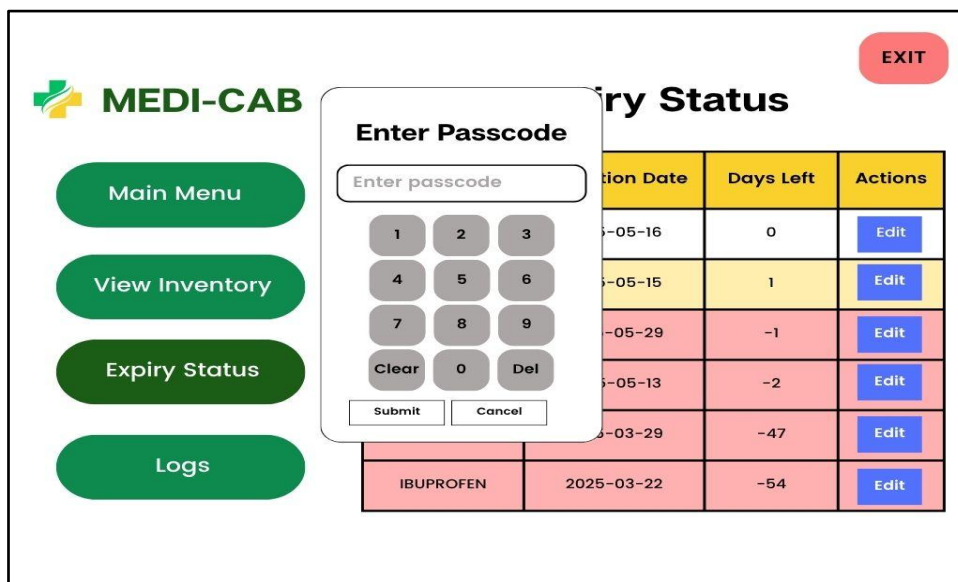 EXIT
MEDI-CAB
iry Status
Main Menu
View Inventory
Expiry Status
Logs
Enter Passcode
Enter passcode
1 2 3
4 5 6
7 8 9
Clear 0 Del
Submit Cancel
tion Date Days Left Actions
-05-16 0 Edit
-05-15 1 Edit
-05-29 -1 Edit
-05-13 -2 Edit
-03-29 -47 Edit
IBUPROFEN 2025-03-22 -54 Edit